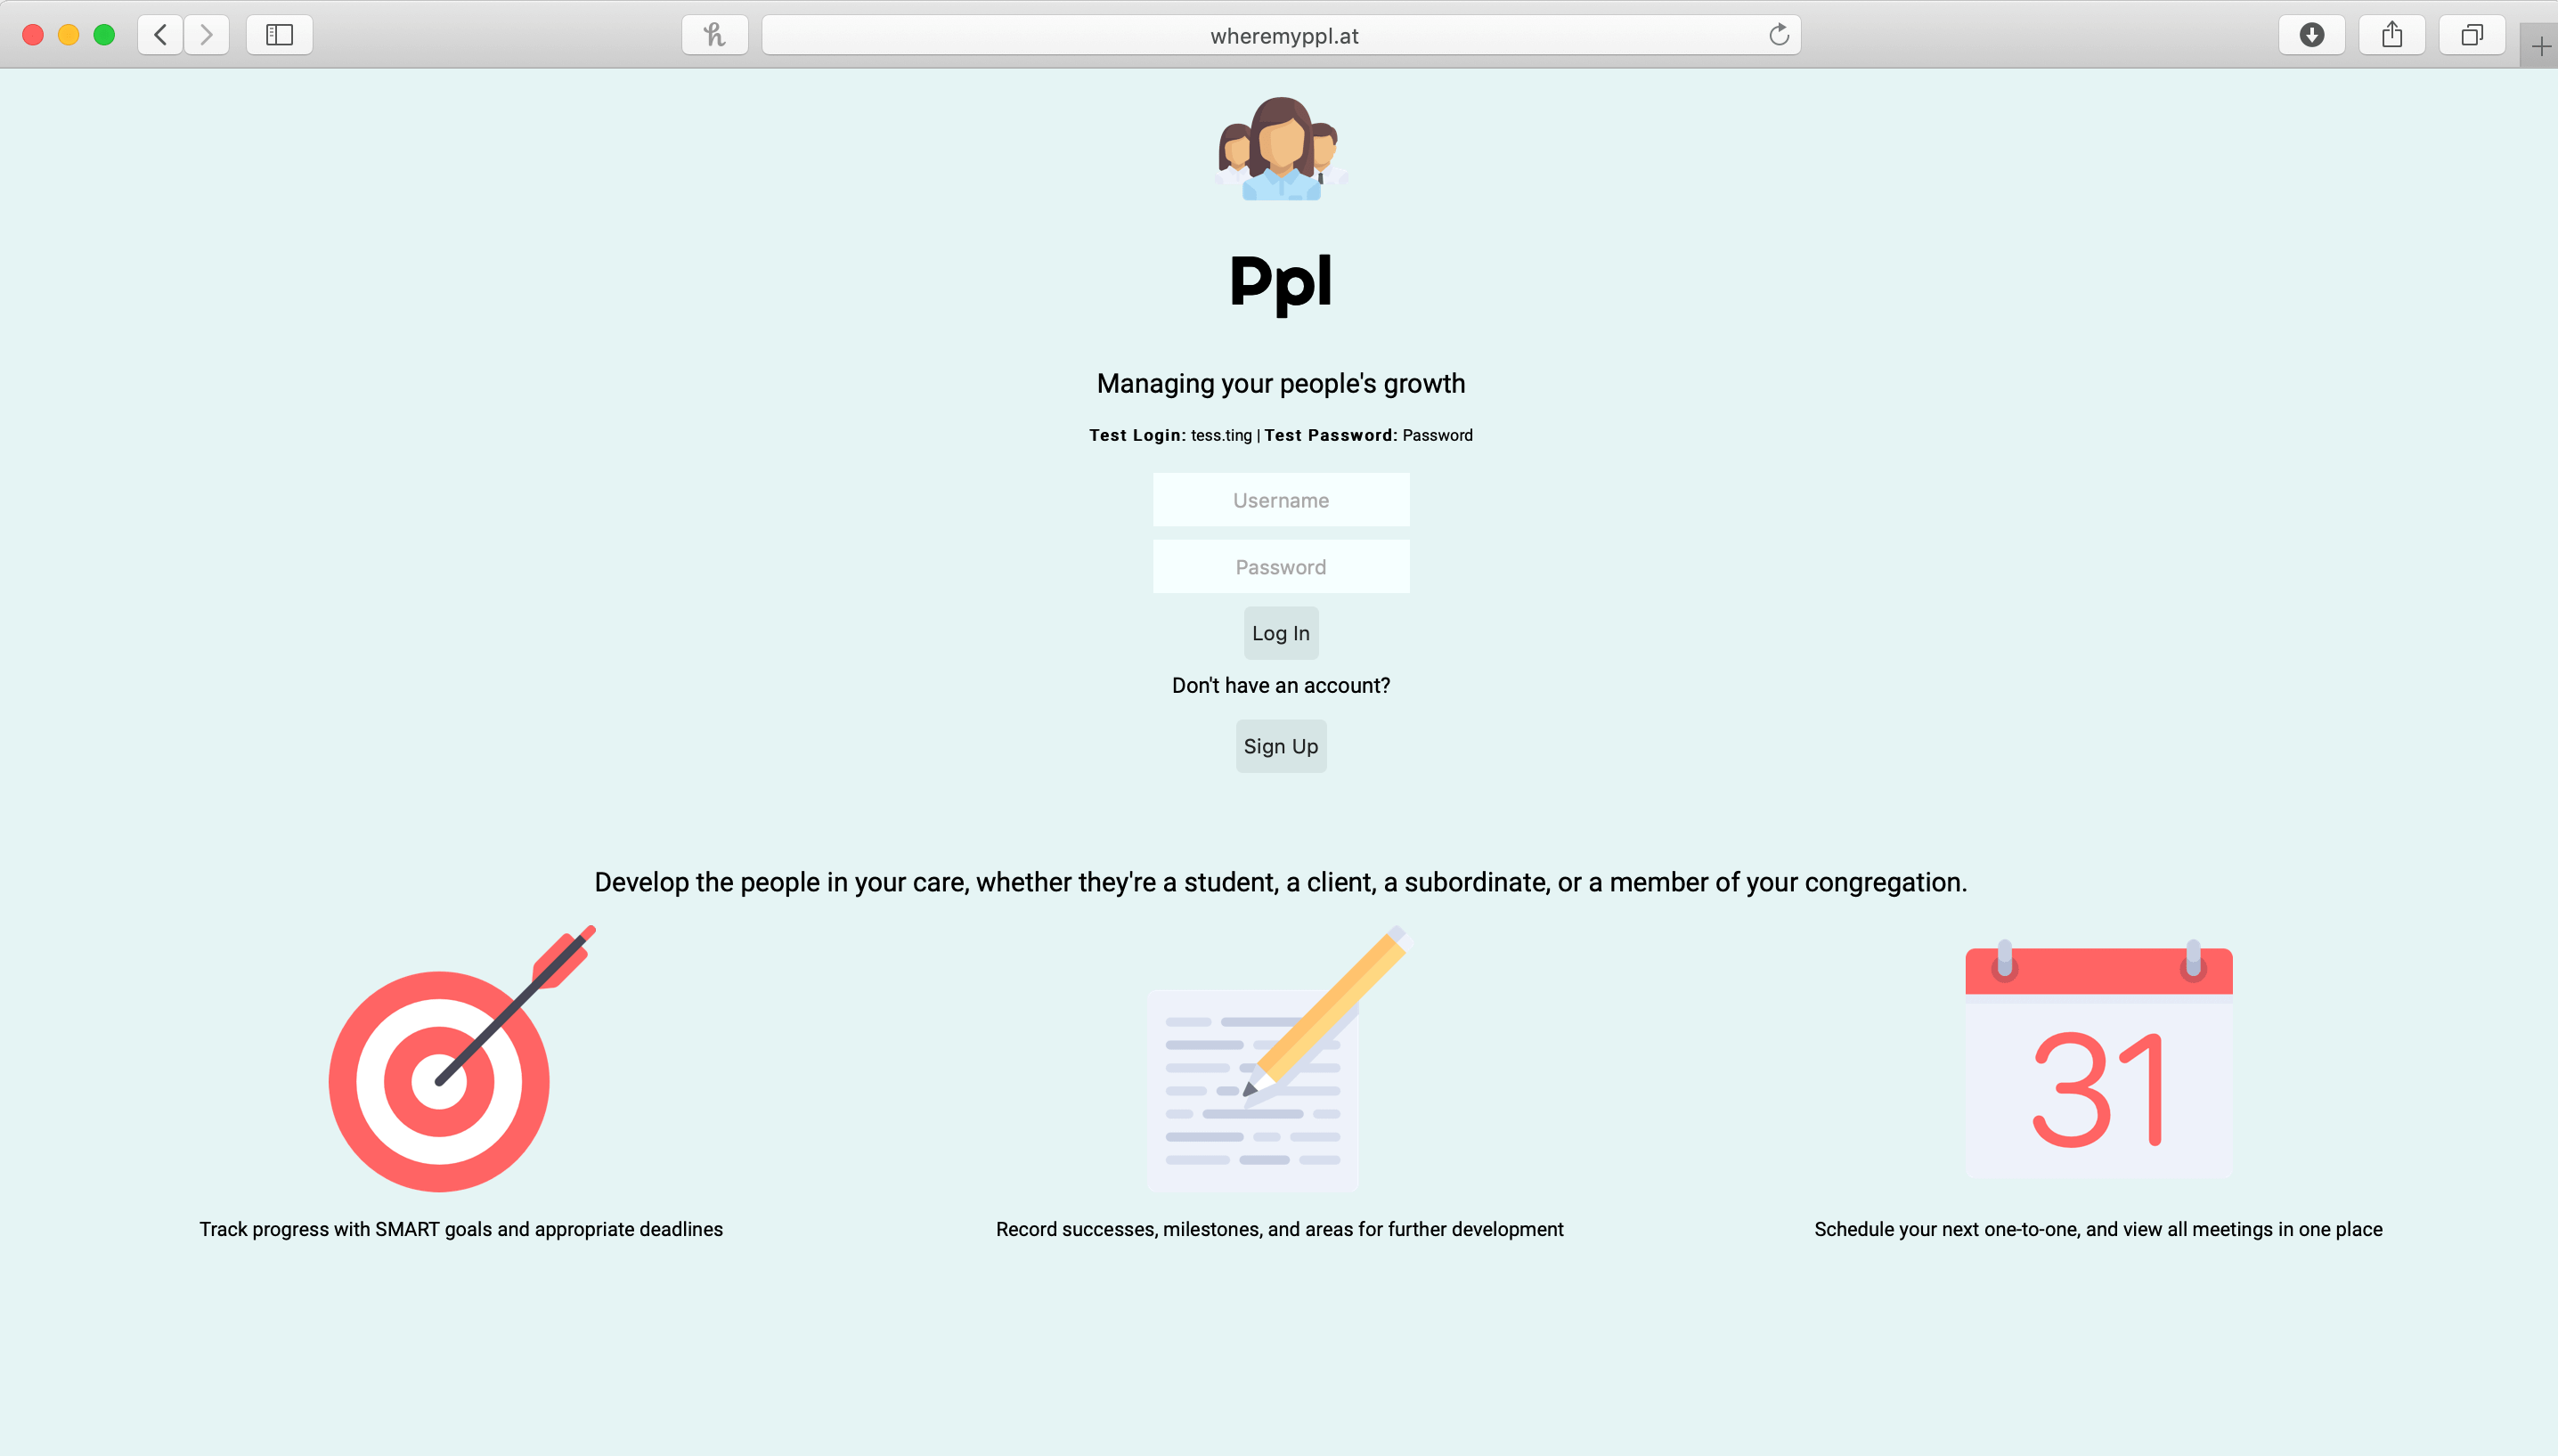 wheremyppl.at
Ppl
Managing your people's growth
Test Login: tess.ting | Test Password: Password
Username
Password
Log In
Don't have an account?
Sign Up
Develop the people in your care, whether they're a student, a client, a subordinate, or a member of your congregation.
31
Track progress with SMART goals and appropriate deadlines
Record successes, milestones, and areas for further development
Schedule your next one-to-one, and view all meetings in one place